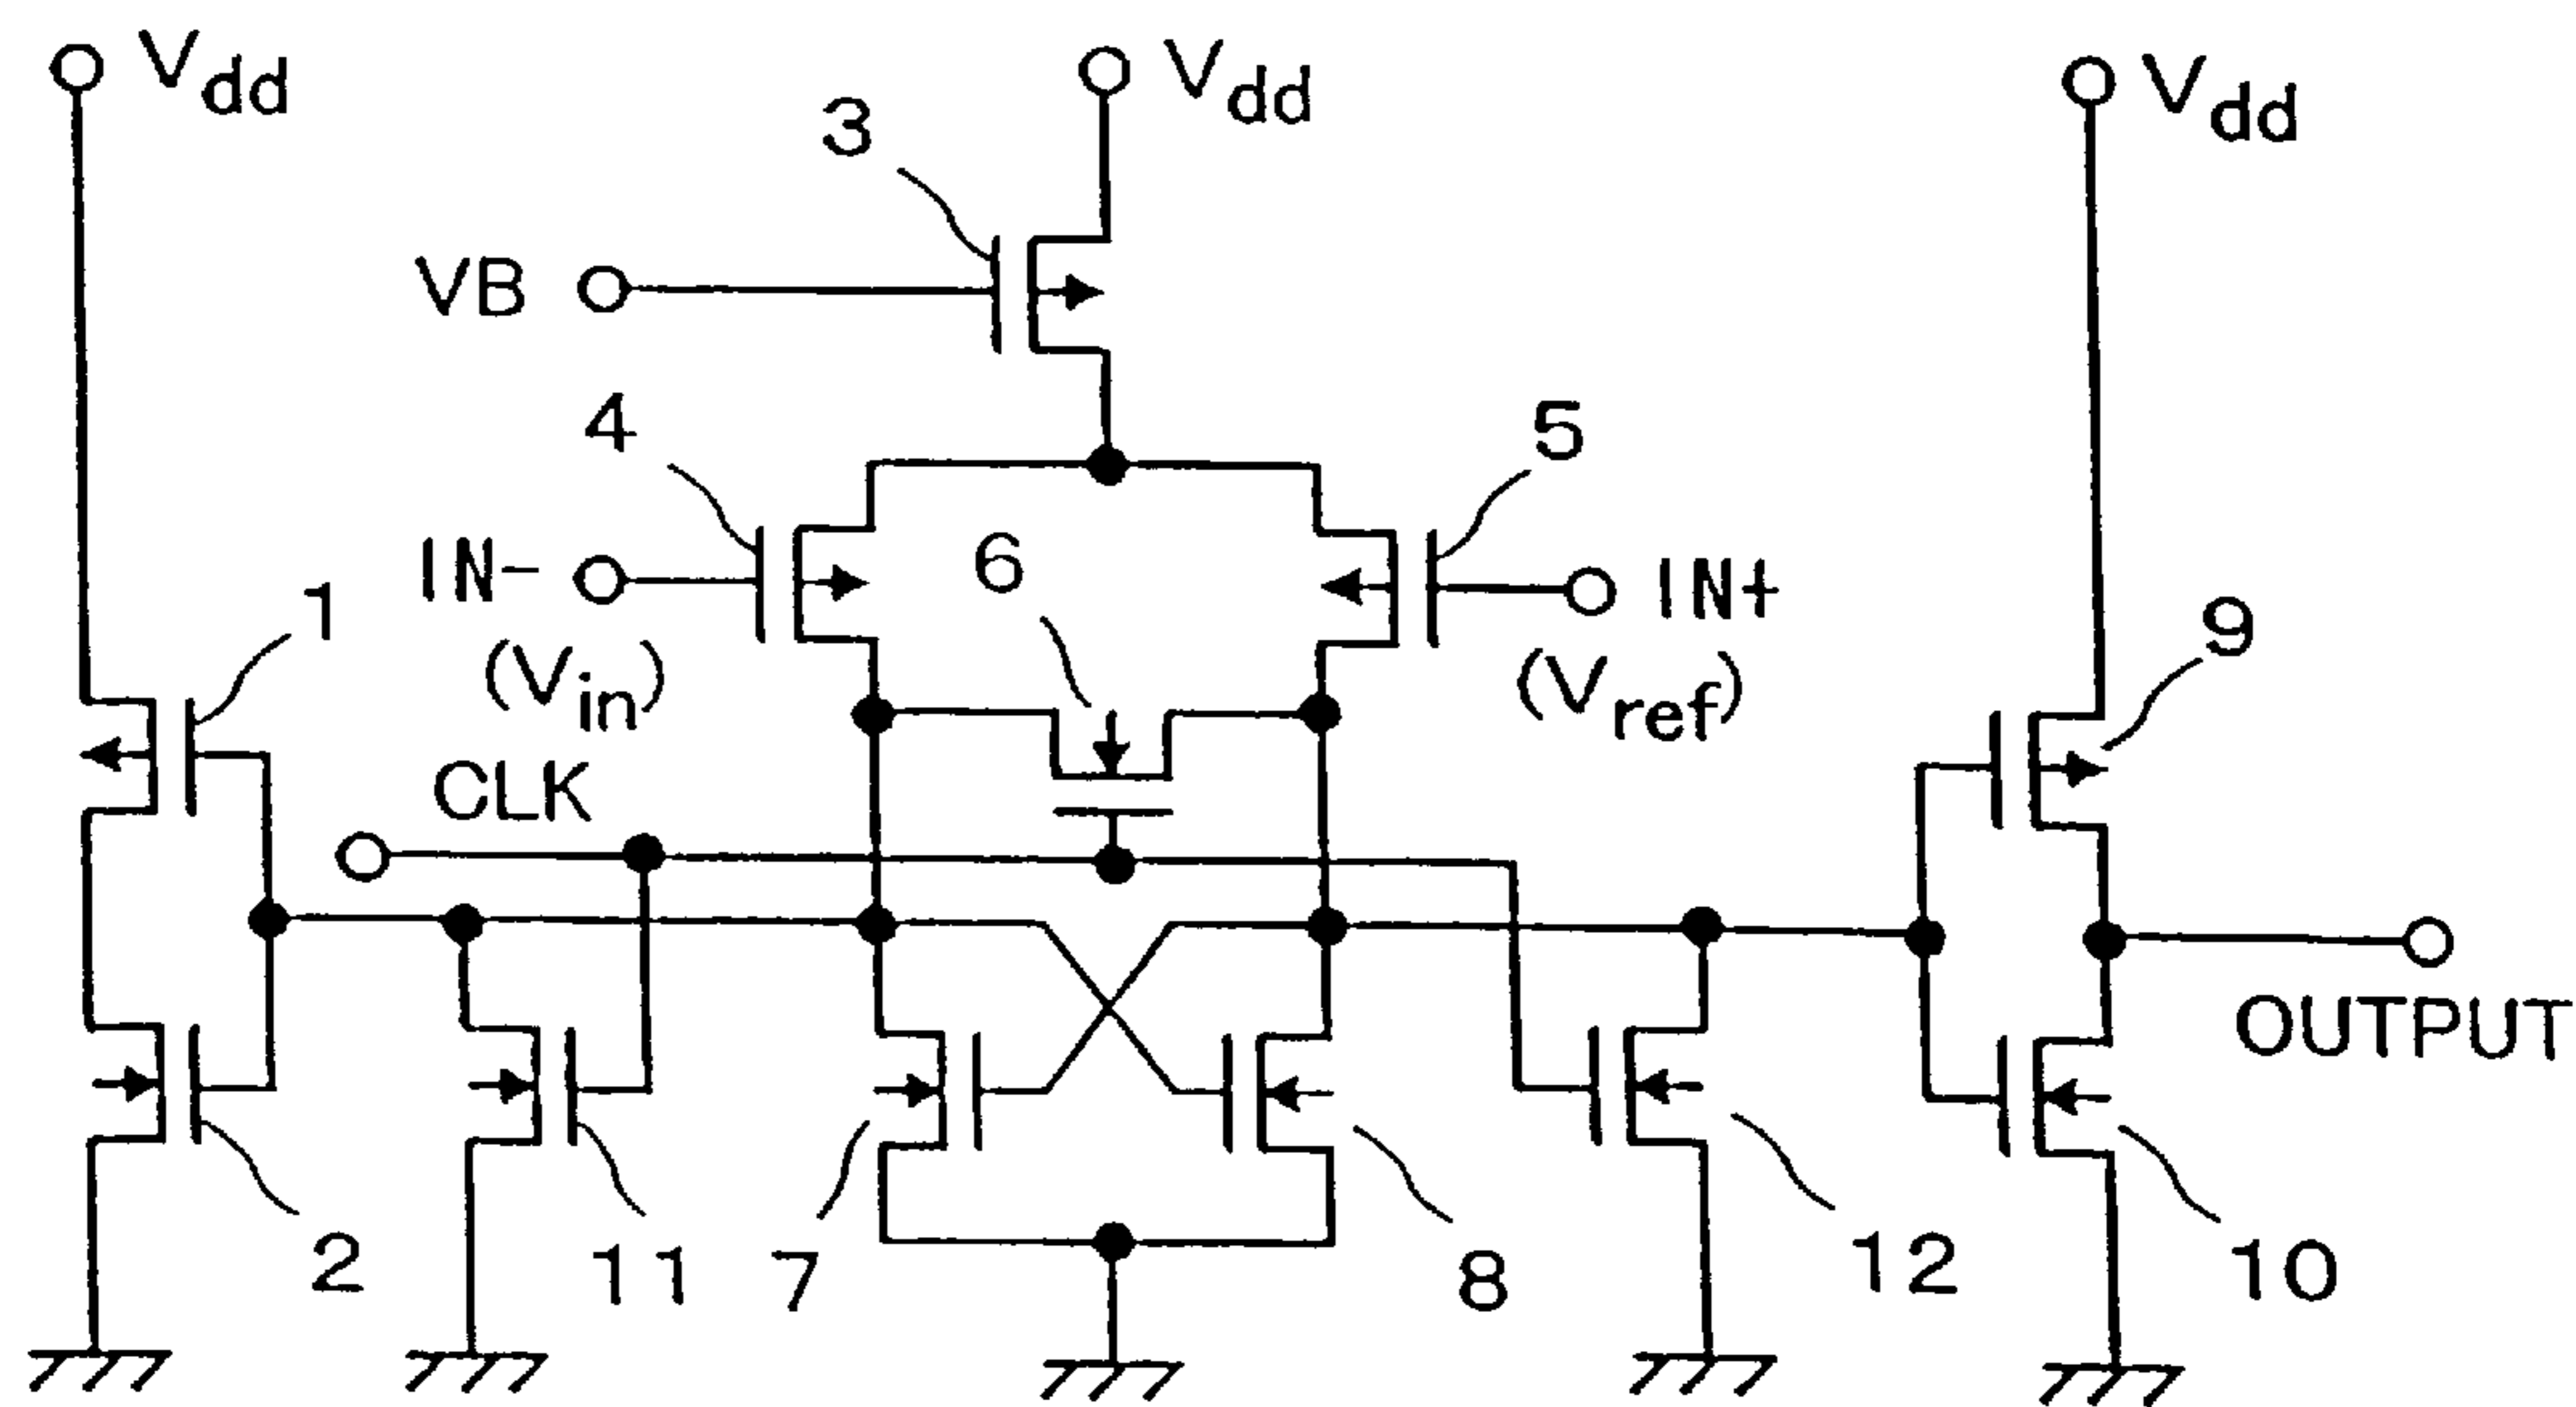 Vdd
Vdd
Vdd
3
VB
4
5
IN-
6
IN+
1
(Vin)
(Vref)
9
CLK
OUTPUT
2
11
7
8
12
10